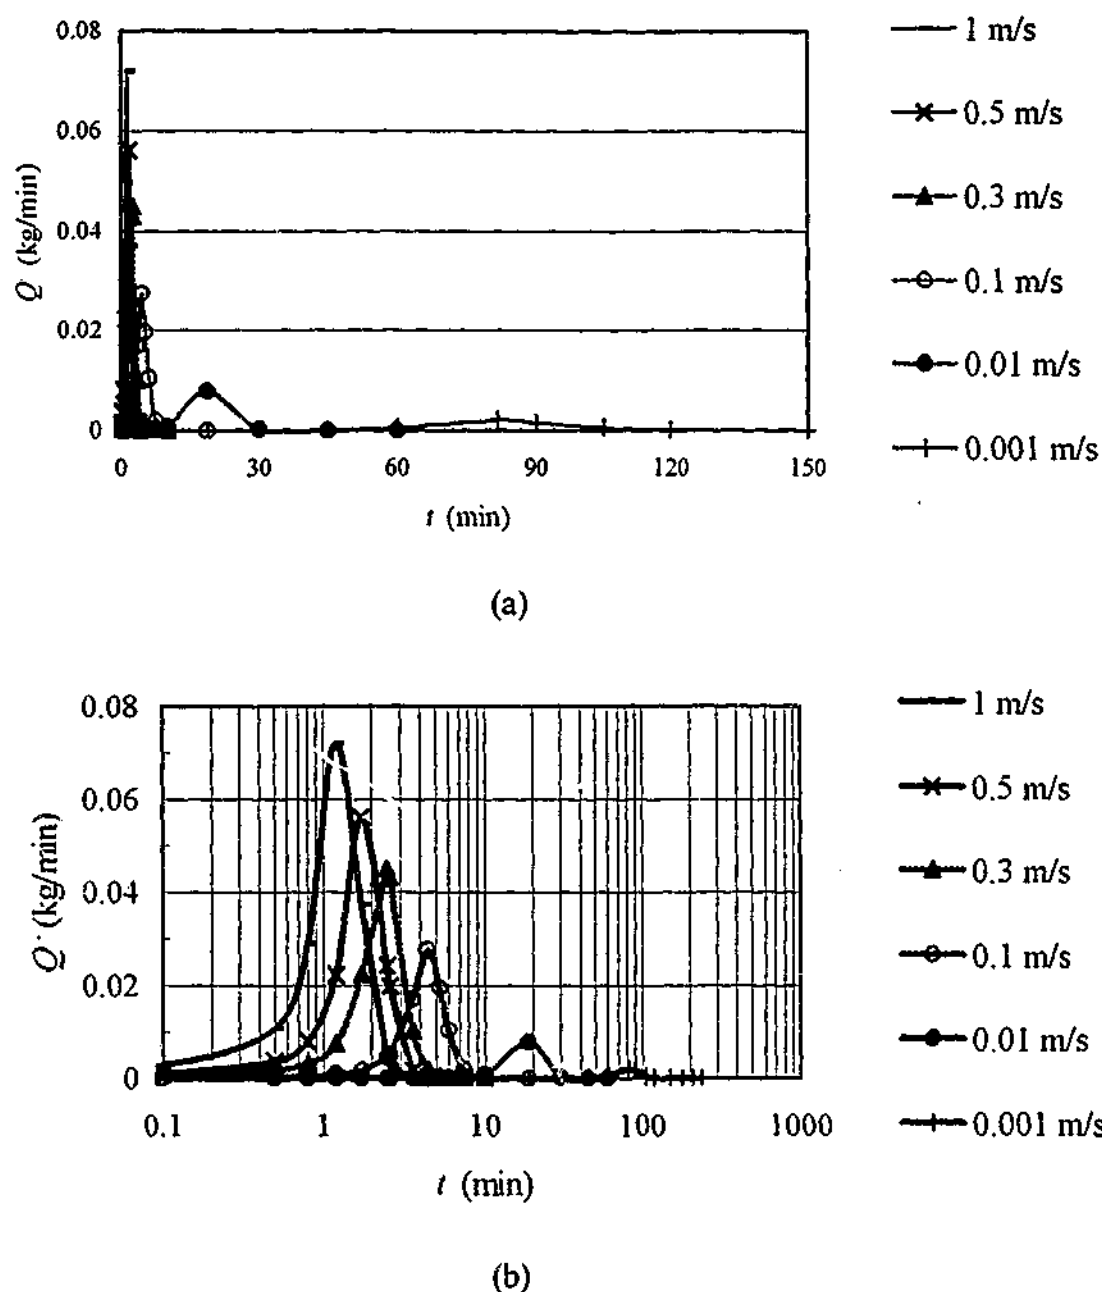 0.08
0.06
0.04
0.02
0
Q· (kg/min)
0 30 60 90 120 150
t (min)
1 m/s
0.5 m/s
0.3 m/s
0.1 m/s
0.01 m/s
0.001 m/s
(a)
0.08
0.06
0.04
0.02
0
Q· (kg/min)
0.1 1 10 100 1000
t (min)
1 m/s
0.5 m/s
0.3 m/s
0.1 m/s
0.01 m/s
0.001 m/s
(b)